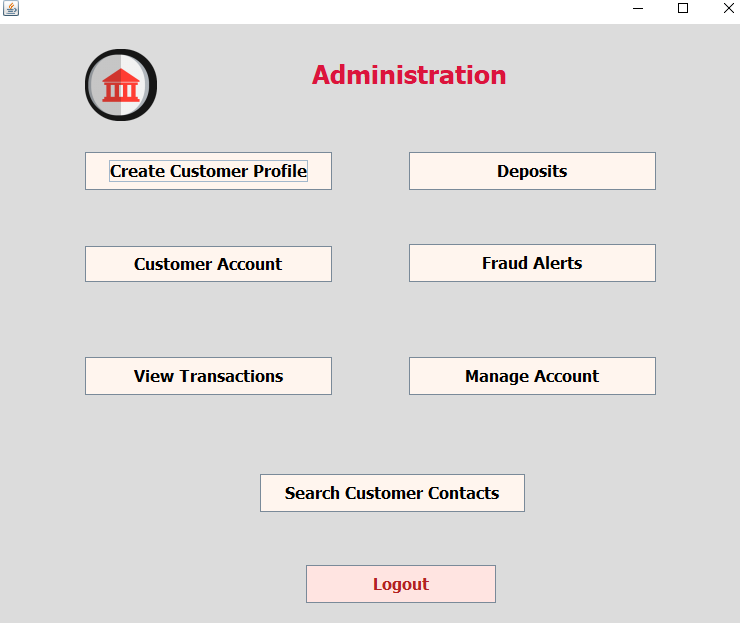 Administration
Create Customer Profile
Deposits
Customer Account
Fraud Alerts
View Transactions
Manage Account
Search Customer Contacts
Logout